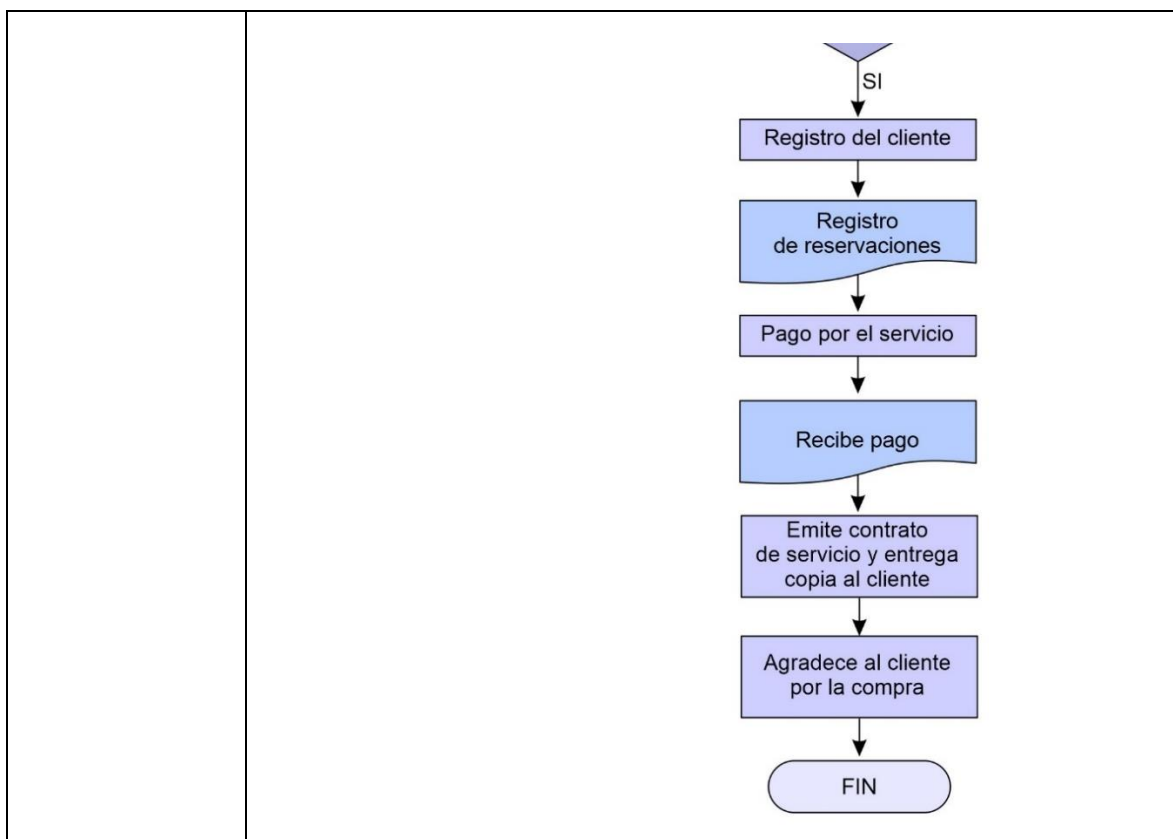 SI
Registro del cliente
Registro
de reservaciones
Pago por el servicio
Recibe pago
Emite contrato
de servicio y entrega
copia al cliente
Agradece al cliente
por la compra
FIN